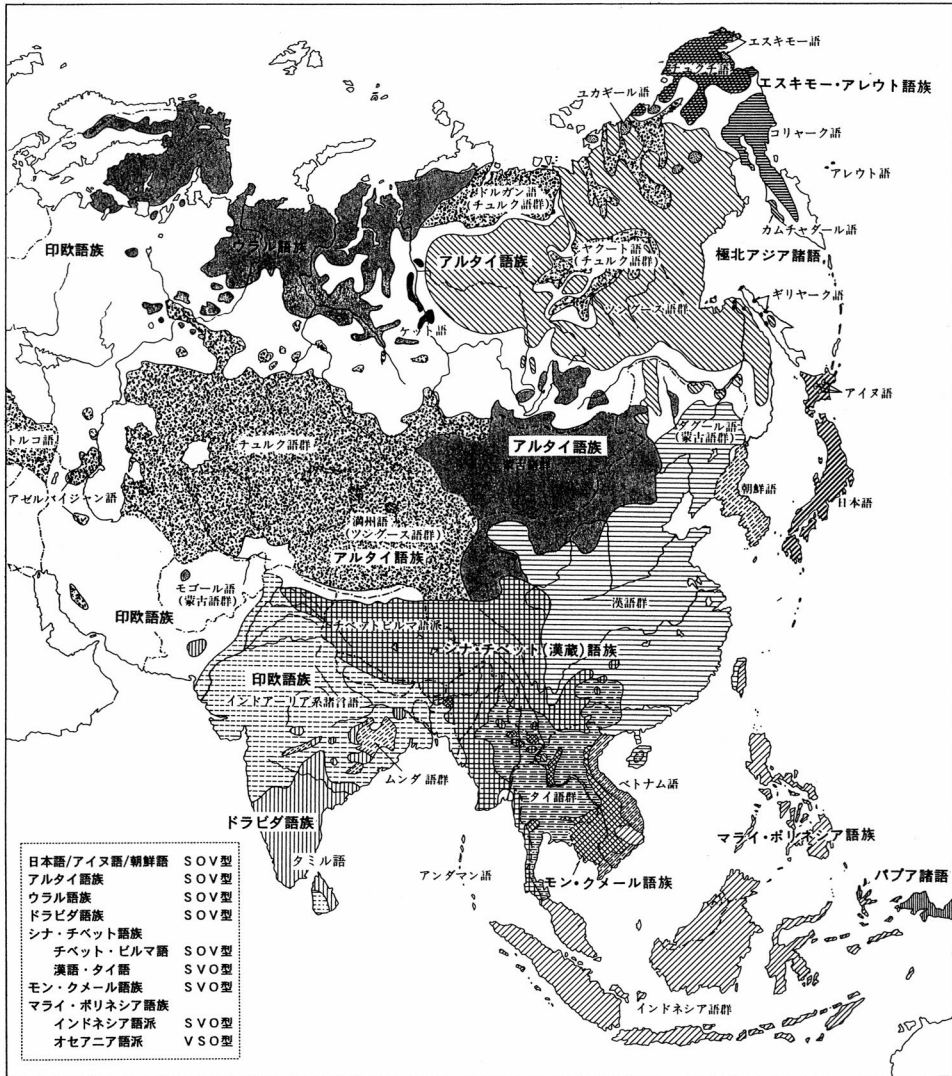 エスキモー語
チュクチ語
エスキモー・アレウト語族
ユカギール語
コリヤーク語
アレウト語
ドルガン語
(チュルク語群)
カムチャダール語
印欧語族
ウラル語族
アルタイ語族
ヤクート語
(チュルク語群)
極北アジア諸語
ギリヤーク語
ツングース語群
ケット語
アイヌ語
ダグール語
(蒙古語群)
トルコ語
チュルク語群
アルタイ語族
蒙古語群
朝鮮語
日本語
アゼルバイジャン語
満州語
(ツングース語群)
アルタイ語族
モゴール語
(蒙古語群)
漢語群
印欧語族
チベットビルマ語派
シナ・チベット(漢蔵)語族
印欧語族
インドアーリア系諸言語
ムンダ語群
ベトナム語
タイ語群
ドラビダ語族
マライ・ポリネシア語族
タミル語
アンダマン語
モン・クメール語族
パプア諸語
インドネシア語群
日本語/アイヌ語/朝鮮語 SOV型
アルタイ語族 SOV型
ウラル語族 SOV型
ドラビダ語族 SOV型
シナ・チベット語族
チベット・ビルマ語 SOV型
漢語・タイ語 SVO型
モン・クメール語族 SVO型
マライ・ポリネシア語族
インドネシア語派 SVO型
オセアニア語派 VSO型